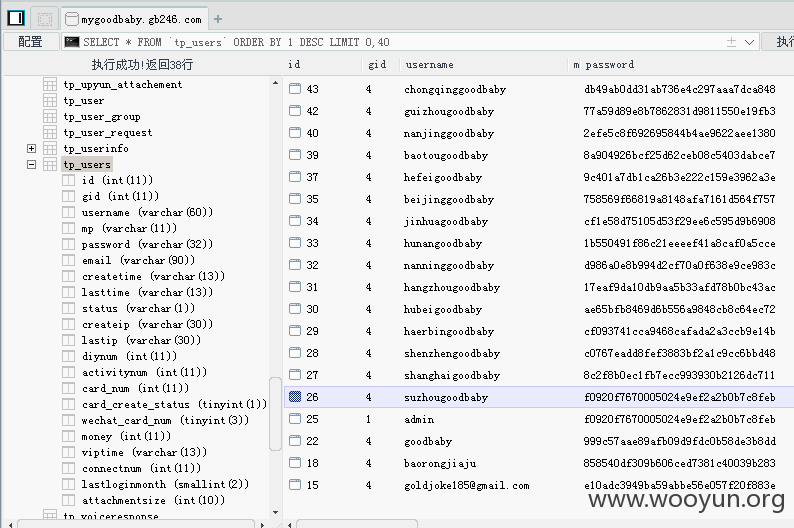 mygoodbaby.gb246.com
配置
SELECT * FROM `tp_users` ORDER BY 1 DESC LIMIT 0,40
执行
执行成功!返回38行
tp_upyun_attachement
tp_user
tp_user_group
tp_user_request
tp_userinfo
tp_users
id (int(11))
gid (int(11))
username (varchar(60))
mp (varchar(11))
password (varchar(32))
email (varchar(90))
createtime (varchar(13))
lasttime (varchar(13))
status (varchar(1))
createip (varchar(30))
lastip (varchar(30))
diynum (int(11))
activitynum (int(11))
card_num (int(11))
card_create_status (tinyint(1))
wechat_card_num (tinyint(3))
money (int(11))
viptime (varchar(13))
connectnum (int(11))
lastloginmonth (smallint(2))
attachmentsize (int(10))
tp_voiceresponse
id gid username m password
43 4 chongqinggoodbaby db49ab0dd31ab736e4c297aaa7dca848
42 4 guizhougoodbaby 77a59d89e8b7862831d9811550e19fb3
40 4 nanjinggoodbaby 2efe5c8f692695844b4ae9622aee1380
39 4 baotougoodbaby 8a904926bcf25d62ceb08c5403dabce7
37 4 hefeigoodbaby 9c401a7db1ca26b3e222c159e3962a3e
35 4 beijinggoodbaby 758569f66819a8148afa7161d564f757
34 4 jinhuagoodbaby cf1e58d75105d53f29ee6c595d9b6908
33 4 hunangoodbaby 1b550491f86c21eeeef41a8caf0a5cce
32 4 nanninggoodbaby d986a0e8b994d2cf70a0f638e9ce983c
31 4 hangzhougoodbaby 17eaf9da10db9aa5b33afd78b0bc43ac
30 4 hubeigoodbaby ae65bfb8469d6b556a9848cb8c64ec72
29 4 haerbingoodbaby cf093741cca9468cafada2a3ccb9e14b
28 4 shenzhengoodbaby c0767eadd8fef3883bf2a1c9cc6bbd48
27 4 shanghaigoodbaby 8c2f8b0ec1fb7ecc993930b2126dc711
26 4 suzhougoodbaby f0920f7670005024e9ef2a2b0b7c8feb
25 1 admin f0920f7670005024e9ef2a2b0b7c8feb
22 4 goodbaby 999c57aae89afb09d9fdc0b58de3b8dd
18 4 baorongjiaju 858540df309b606ced7381c40039b283
15 4 goldjoke185@gmail.com e10adc3949ba59abbe56e057f20f883e
www.wooyun.org